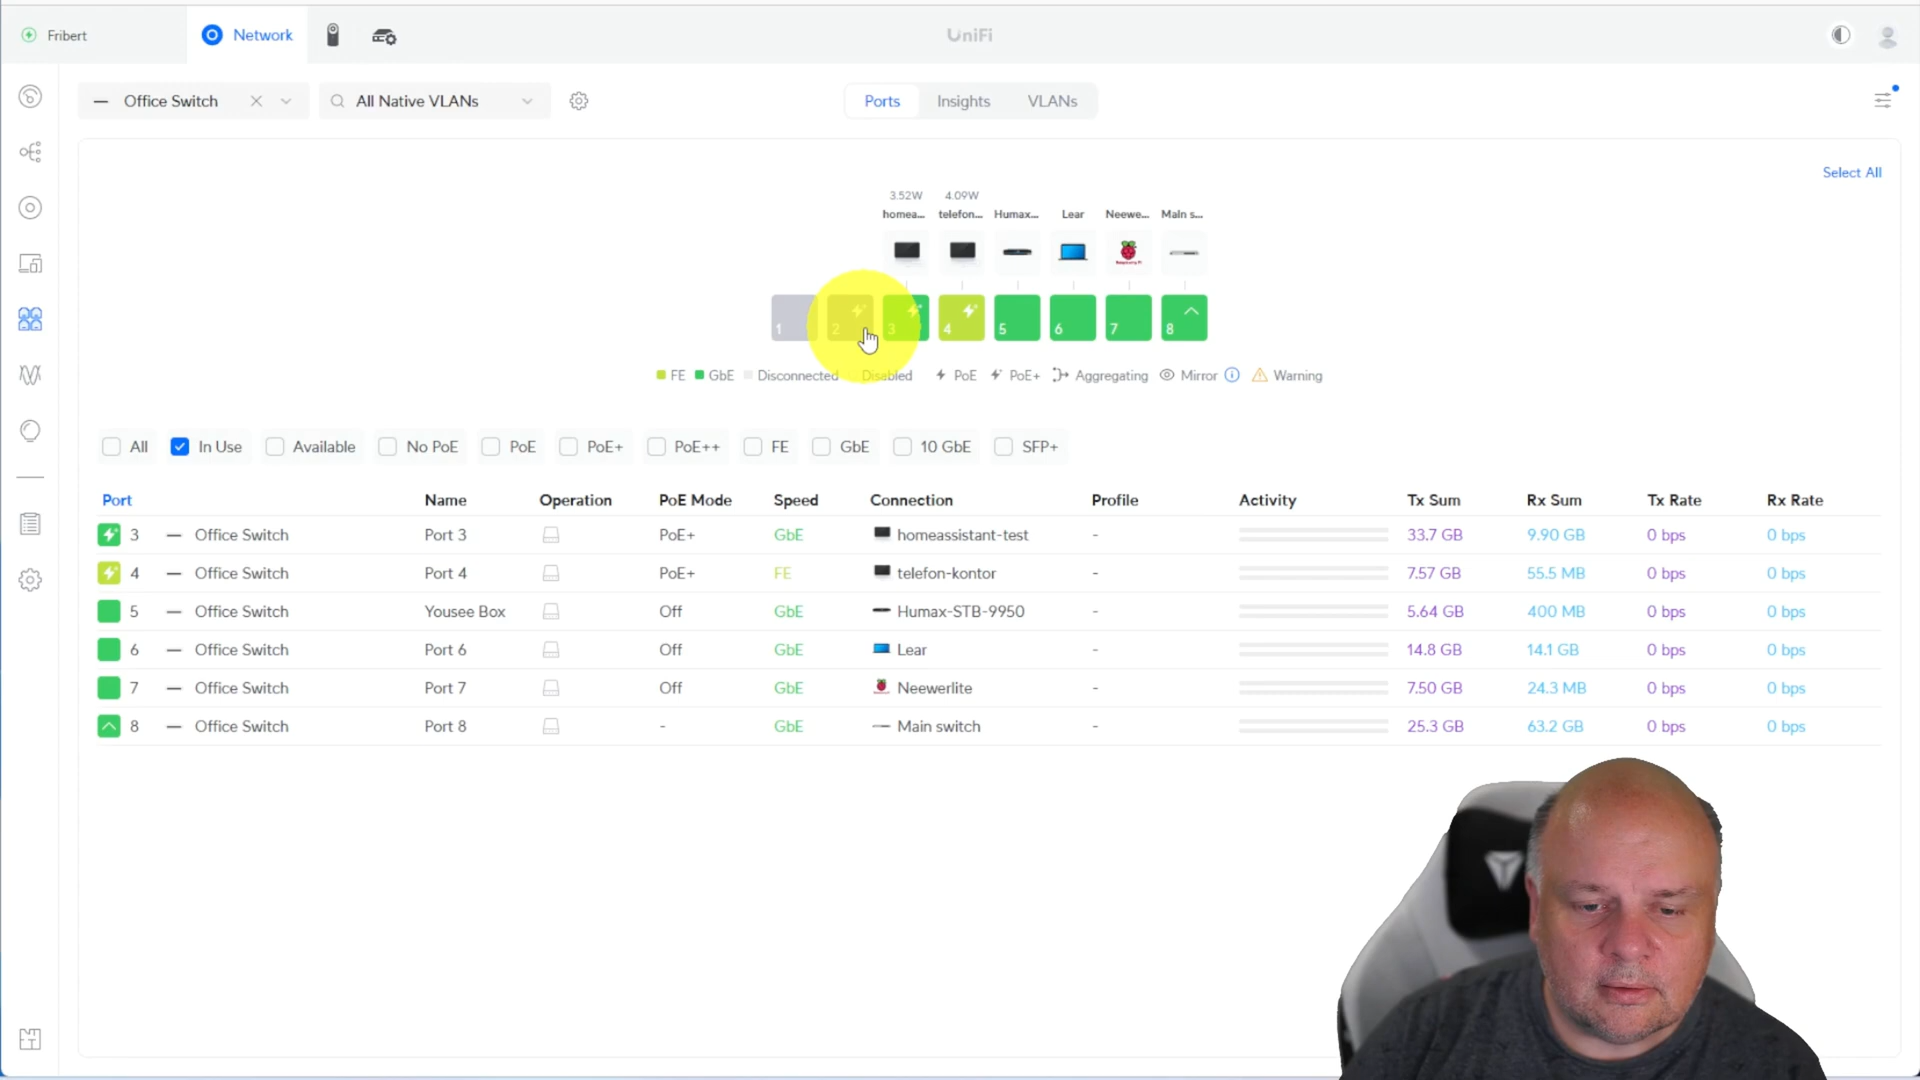 Fribert
Network
UniFi
Office Switch
All Native VLANs
Ports
Insights
VLANs
Select All
3.52W
4.09W
homea...
telefon...
Humax...
Lear
Neewe...
Main s...
1
2
3
4
5
6
7
8
FE
GbE
Disconnected
Disabled
PoE
PoE+
Aggregating
Mirror
Warning
All
In Use
Available
No PoE
PoE
PoE+
PoE++
FE
GbE
10 GbE
SFP+
Port Name Operation PoE Mode Speed Connection Profile Activity Tx Sum Rx Sum Tx Rate Rx Rate
3 Office Switch Port 3 PoE+ GbE homeassistant-test - 33.7 GB 9.90 GB 0 bps 0 bps
4 Office Switch Port 4 PoE+ FE telefon-kontor - 7.57 GB 55.5 MB 0 bps 0 bps
5 Office Switch Yousee Box Off GbE Humax-STB-9950 - 5.64 GB 400 MB 0 bps 0 bps
6 Office Switch Port 6 Off GbE Lear - 14.8 GB 14.1 GB 0 bps 0 bps
7 Office Switch Port 7 Off GbE Neewerlite - 7.50 GB 24.3 MB 0 bps 0 bps
8 Office Switch Port 8 - GbE Main switch - 25.3 GB 63.2 GB 0 bps 0 bps